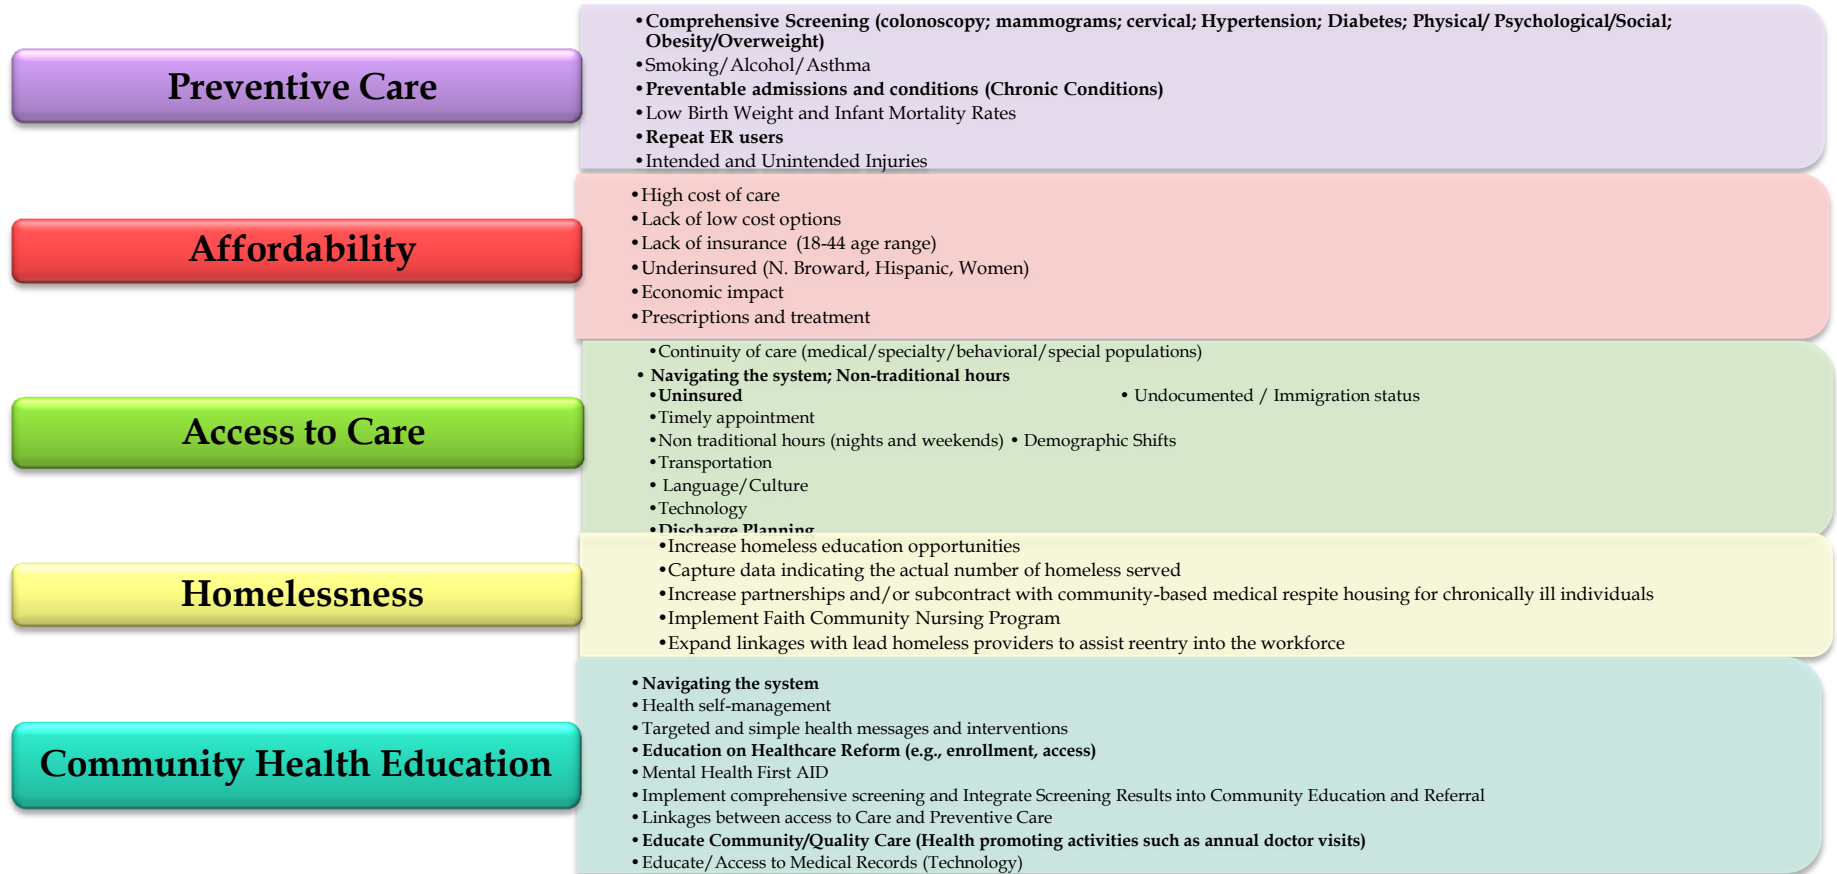 Preventive Care
•Comprehensive Screening (colonoscopy; mammograms; cervical; Hypertension; Diabetes; Physical/ Psychological/Social;
Obesity/Overweight)
•Smoking/Alcohol/Asthma
•Preventable admissions and conditions (Chronic Conditions)
•Low Birth Weight and Infant Mortality Rates
•Repeat ER users
•Intended and Unintended Injuries
Affordability
•High cost of care
•Lack of low cost options
•Lack of insurance (18-44 age range)
•Underinsured (N. Broward, Hispanic, Women)
•Economic impact
•Prescriptions and treatment
Access to Care
•Continuity of care (medical/specialty/behavioral/special populations)
• Navigating the system; Non-traditional hours
•Uninsured • Undocumented / Immigration status
•Timely appointment
•Non traditional hours (nights and weekends) • Demographic Shifts
•Transportation
• Language/Culture
•Technology
•Discharge Planning
Homelessness
•Increase homeless education opportunities
•Capture data indicating the actual number of homeless served
•Increase partnerships and/or subcontract with community-based medical respite housing for chronically ill individuals
•Implement Faith Community Nursing Program
•Expand linkages with lead homeless providers to assist reentry into the workforce
Community Health Education
•Navigating the system
•Health self-management
•Targeted and simple health messages and interventions
•Education on Healthcare Reform (e.g., enrollment, access)
•Mental Health First AID
•Implement comprehensive screening and Integrate Screening Results into Community Education and Referral
•Linkages between access to Care and Preventive Care
•Educate Community/Quality Care (Health promoting activities such as annual doctor visits)
•Educate/Access to Medical Records (Technology)